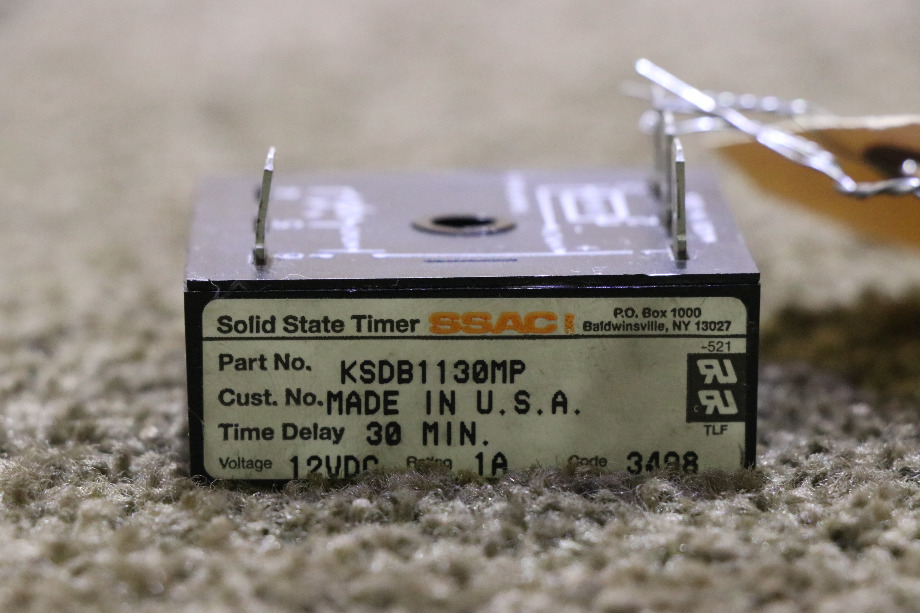 Solid State Timer SSAC INC. P.O. Box 1000
Baldwinsville, NY 13027
-521
Part No. KSDB1130MP
Cust. No. MADE IN U.S.A.
TLF
Time Delay 30 MIN.
Voltage 12VDC Rating 1A Code 3498